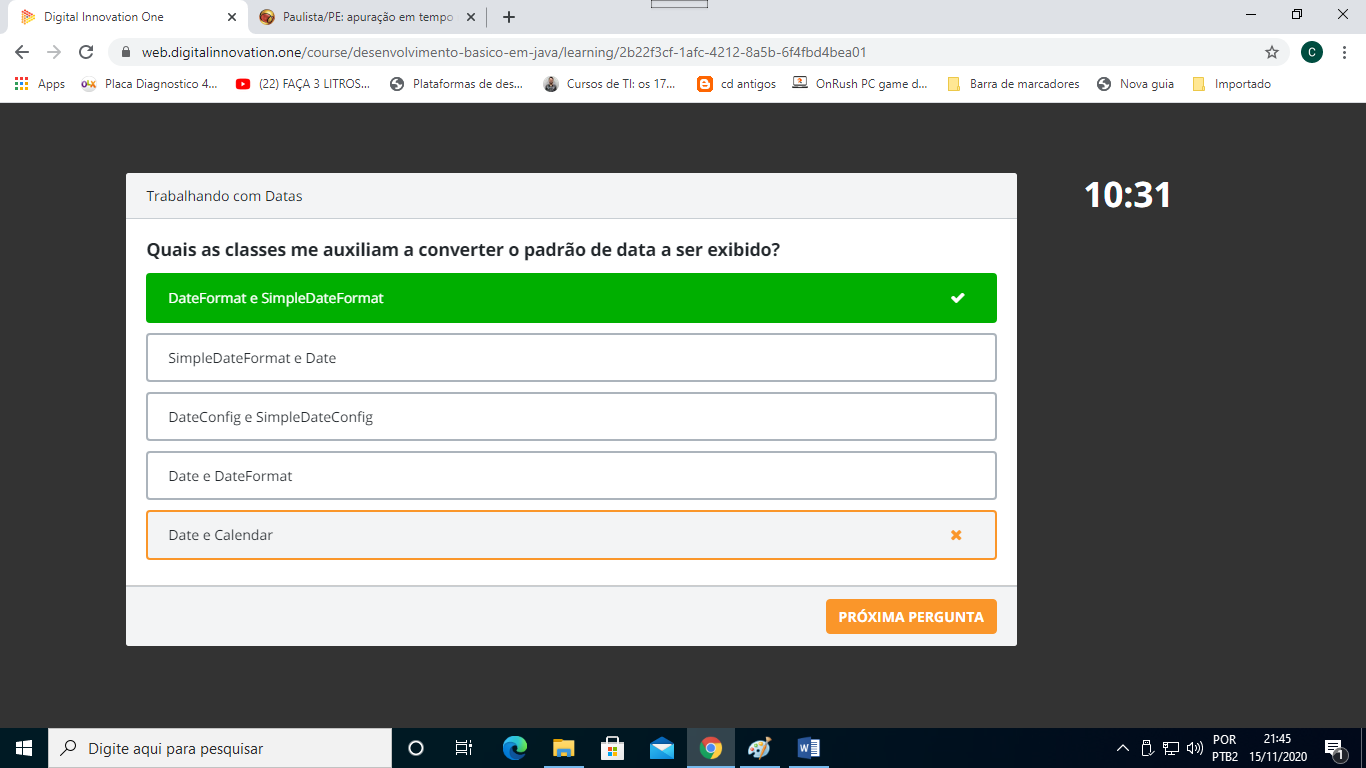 Digital Innovation One
Paulista/PE: apuração em tempo
web.digitalinnovation.one/course/desenvolvimento-basico-em-java/learning/2b22f3cf-1afc-4212-8a5b-6f4fbd4bea01
C
Apps
Placa Diagnostico 4...
(22) FAÇA 3 LITROS...
Plataformas de des...
Cursos de TI: os 17...
cd antigos
OnRush PC game d...
Barra de marcadores
Nova guia
Importado
Trabalhando com Datas
10:31
Quais as classes me auxiliam a converter o padrão de data a ser exibido?
DateFormat e SimpleDateFormat
SimpleDateFormat e Date
DateConfig e SimpleDateConfig
Date e DateFormat
Date e Calendar
PRÓXIMA PERGUNTA
Digite aqui para pesquisar
POR
PTB2
21:45
15/11/2020
1